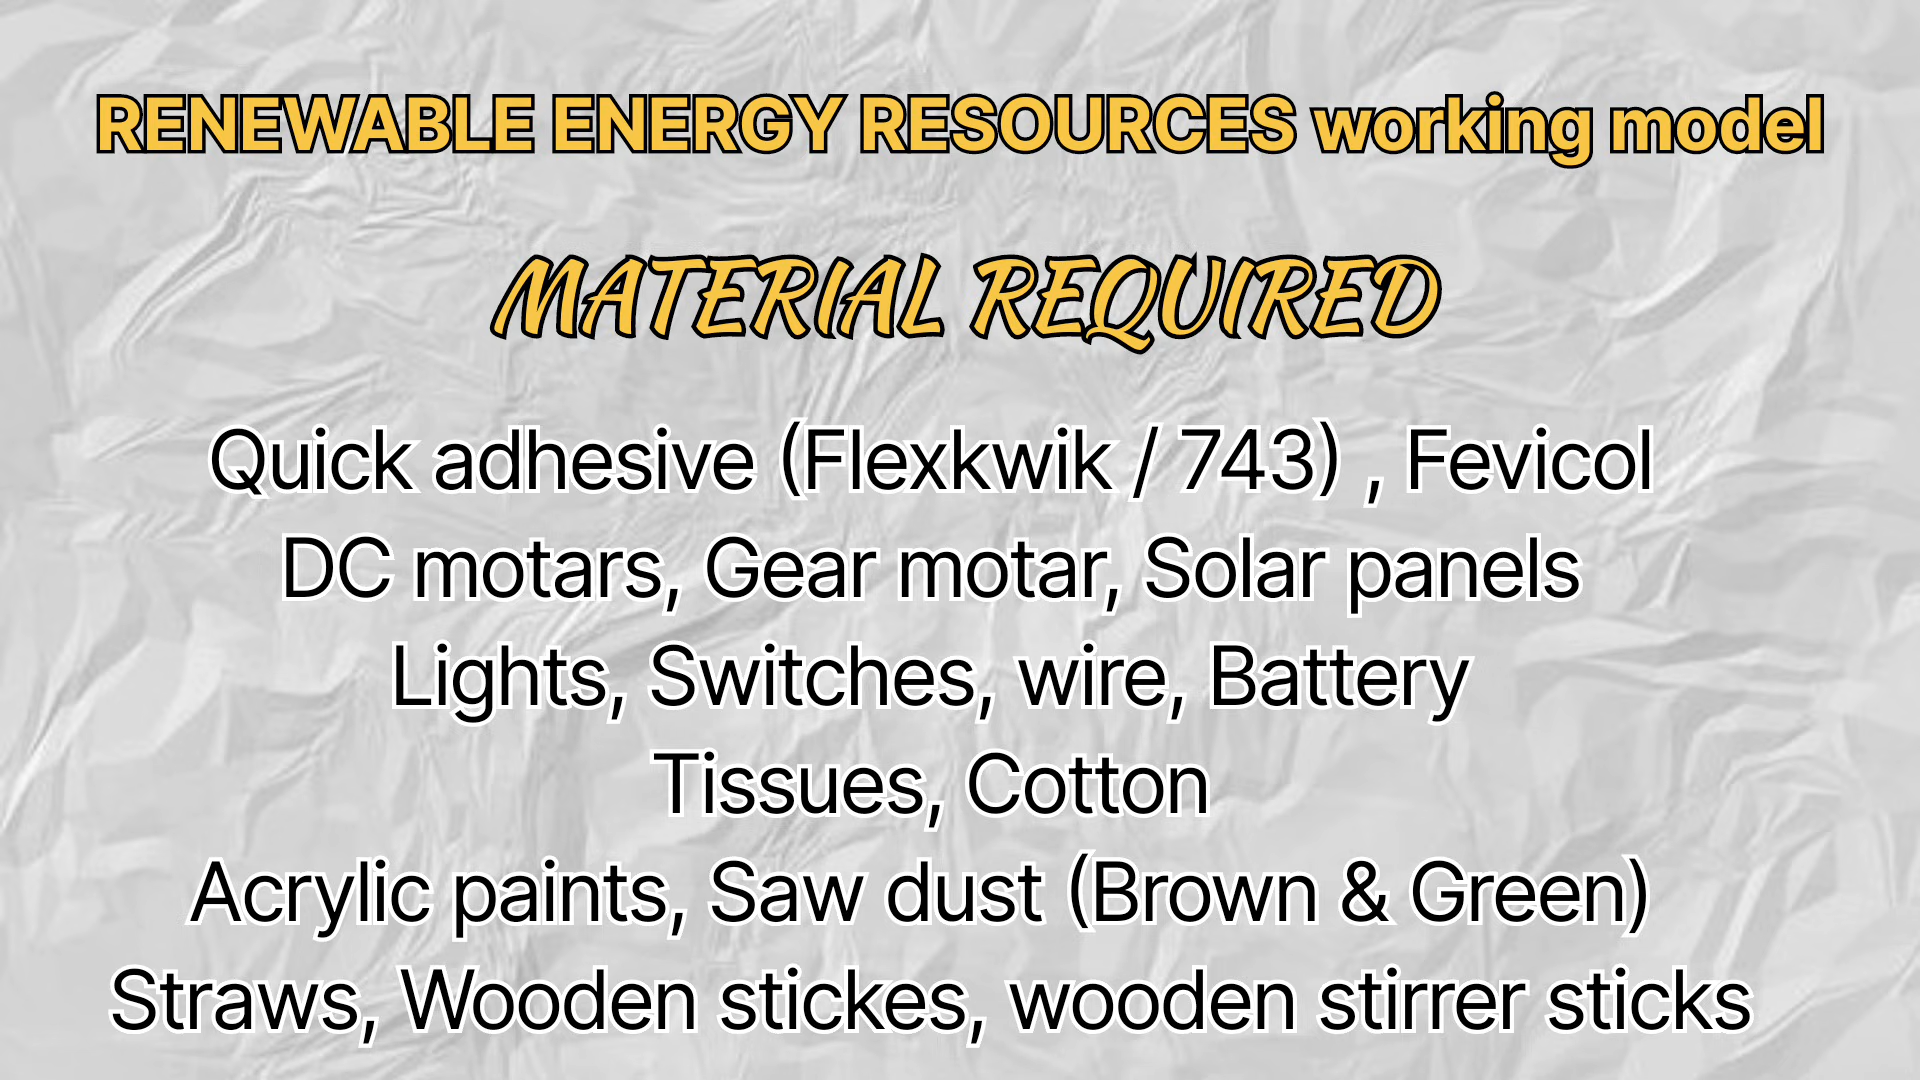 RENEWABLE ENERGY RESOURCES working model
MATERIAL REQUIRED
Quick adhesive (Flexkwik / 743) , Fevicol
DC motars, Gear motar, Solar panels
Lights, Switches, wire, Battery
Tissues, Cotton
Acrylic paints, Saw dust (Brown & Green)
Straws, Wooden stickes, wooden stirrer sticks